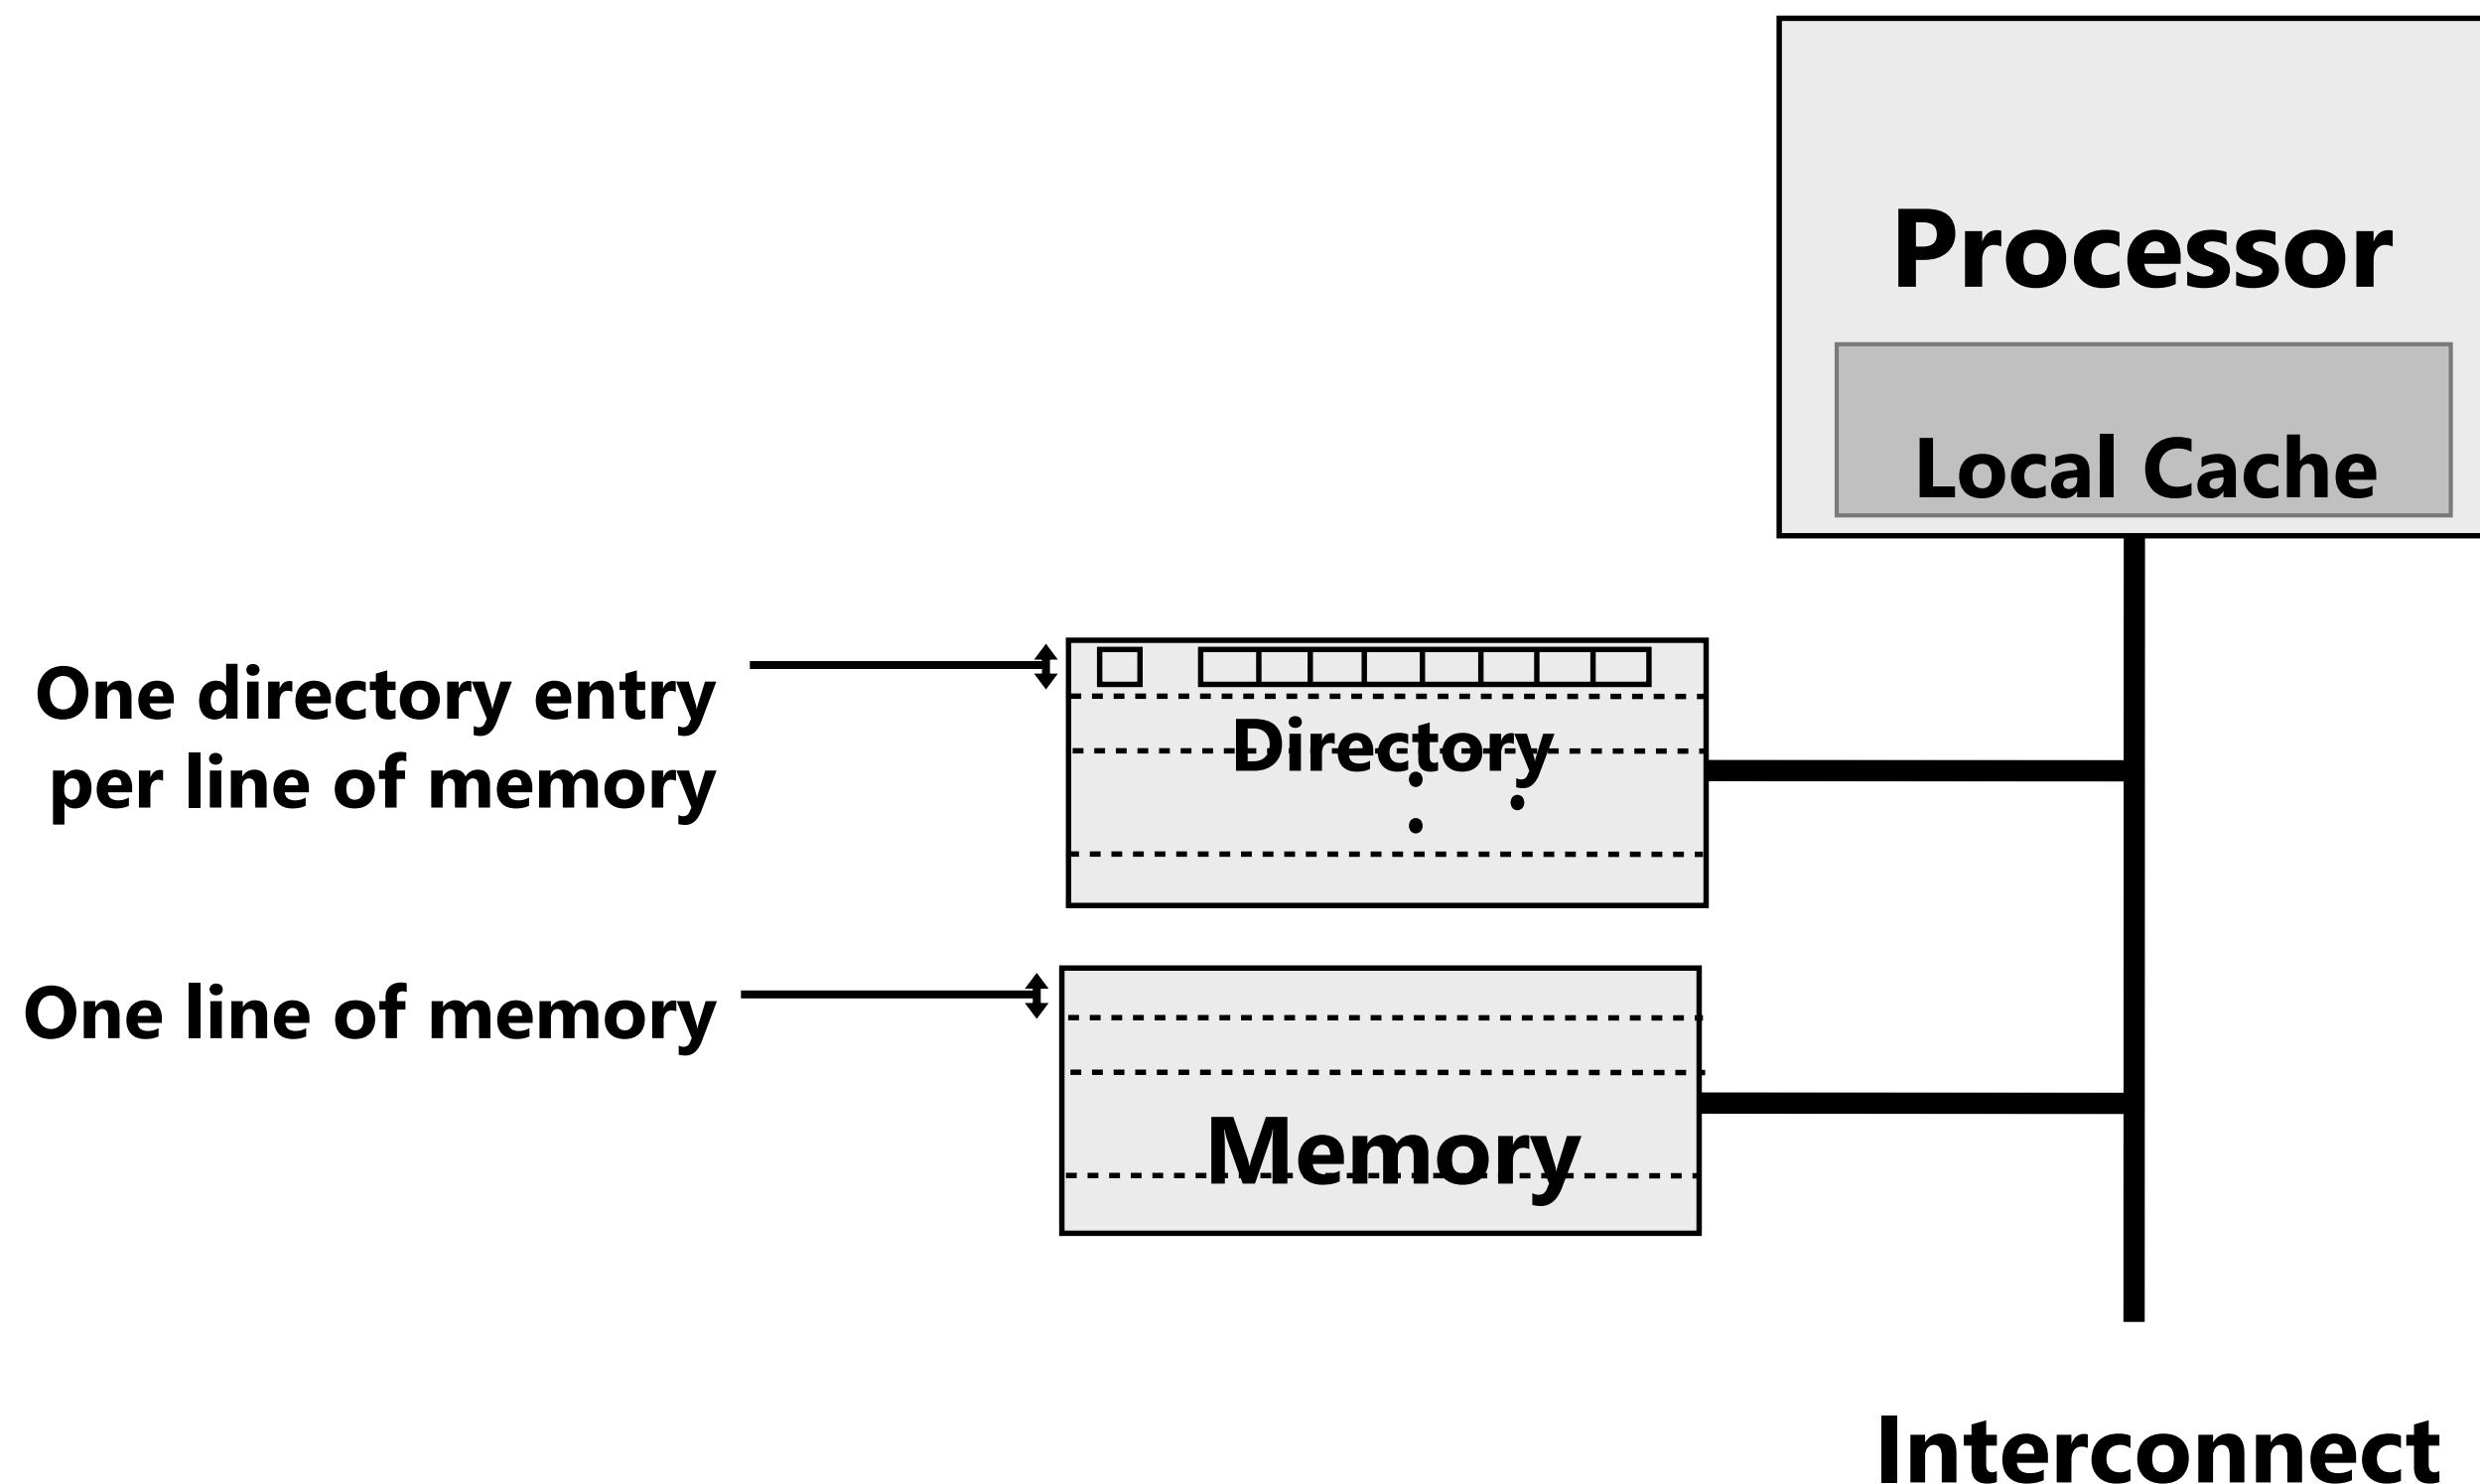 Processor
Local Cache
One directory entry
per line of memory
Directory
One line of memory
Memory
Interconnect